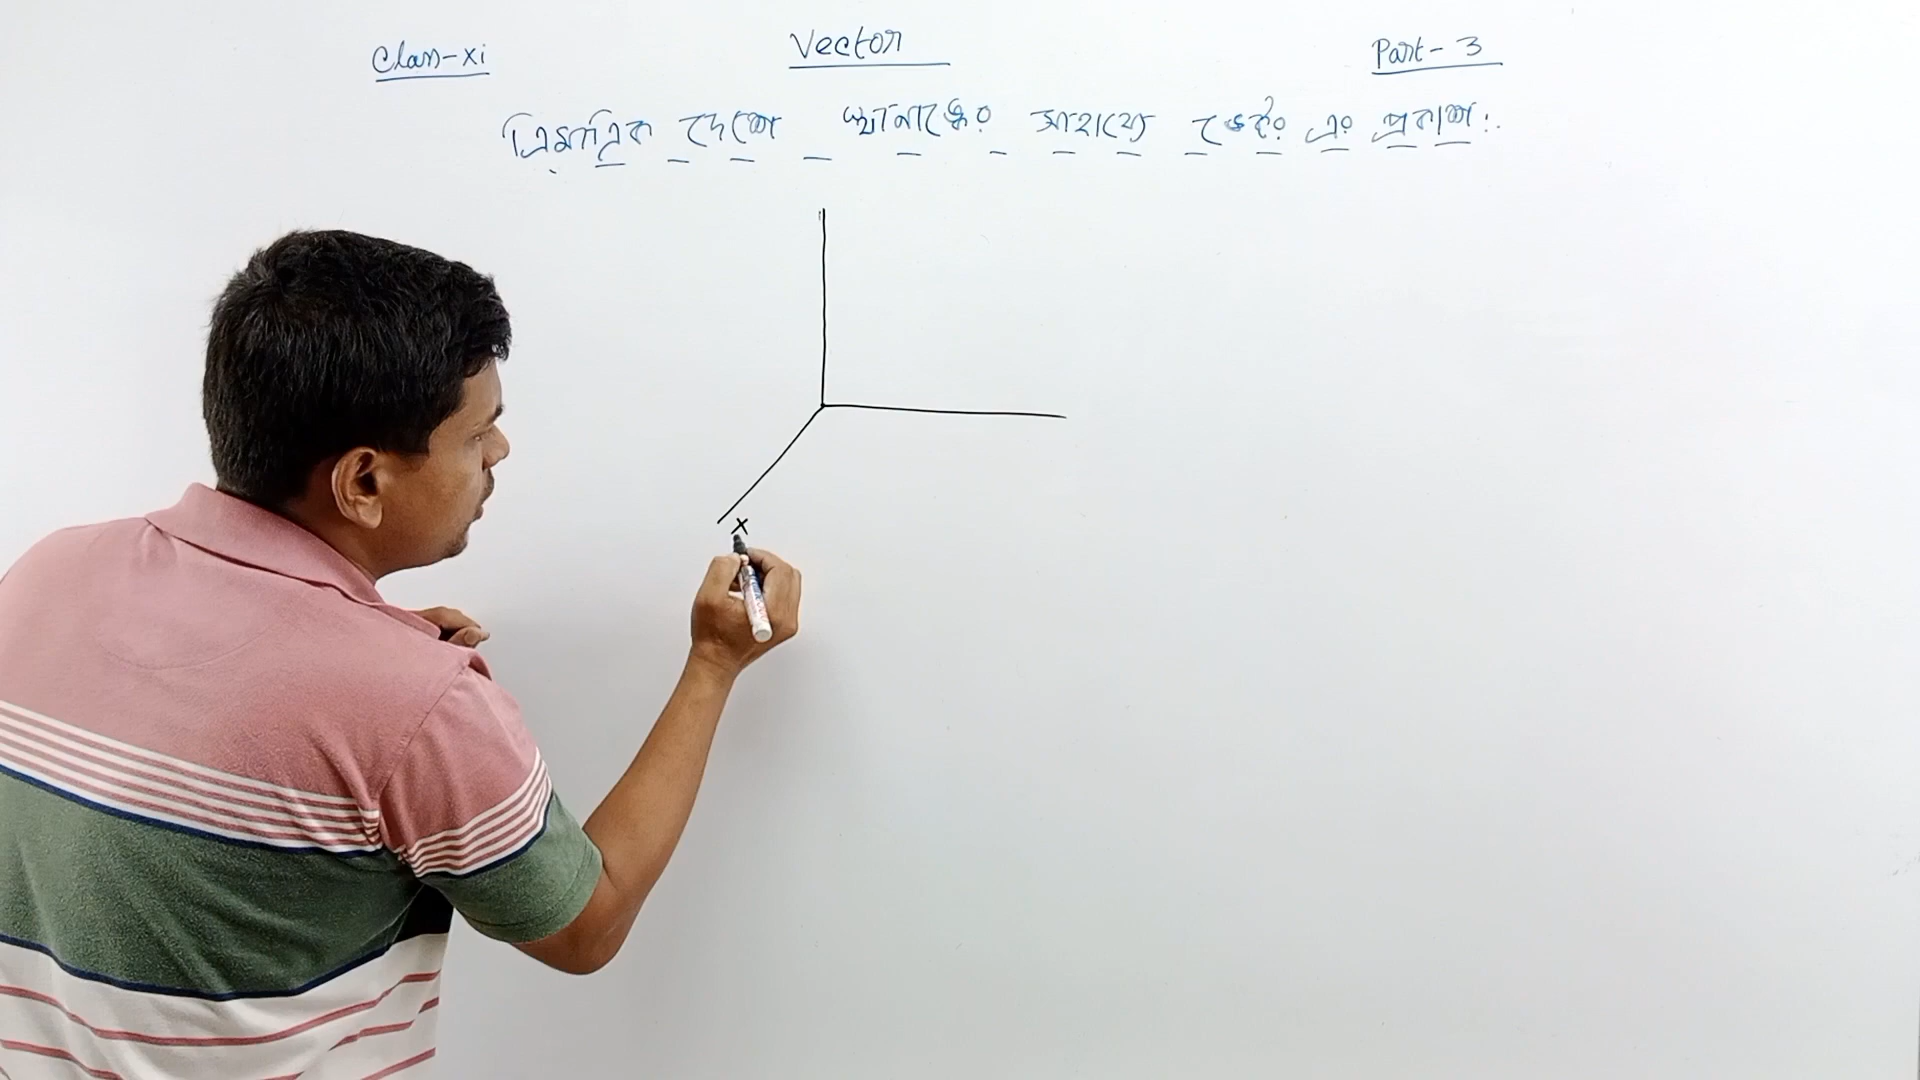 Class-xi Vector Part-3
ত্রিমাত্রিক দেশে স্থানাঙ্কের সাহায্যে ভেক্টর এর প্রকাশ:.
x